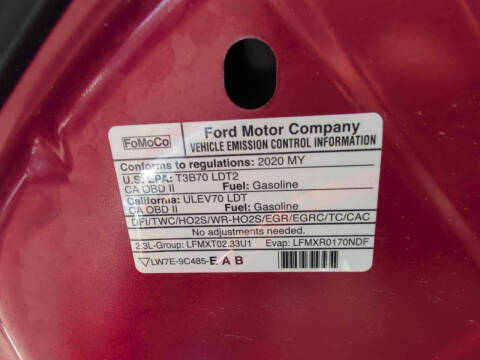 FoMoCo
Ford Motor Company
VEHICLE EMISSION CONTROL INFORMATION
Conforms to regulations: 2020 MY
U.S. EPA: T3B70 LDT2
CA OBD II Fuel: Gasoline
California: ULEV70 LDT
CA OBD II Fuel: Gasoline
DFI/TWC/HO2S/WR-HO2S/EGR/EGRC/TC/CAC
No adjustments needed.
2.3L-Group: LFMXT02.33U1 Evap: LFMXR0170NDF
LW7E-9C485-E A B